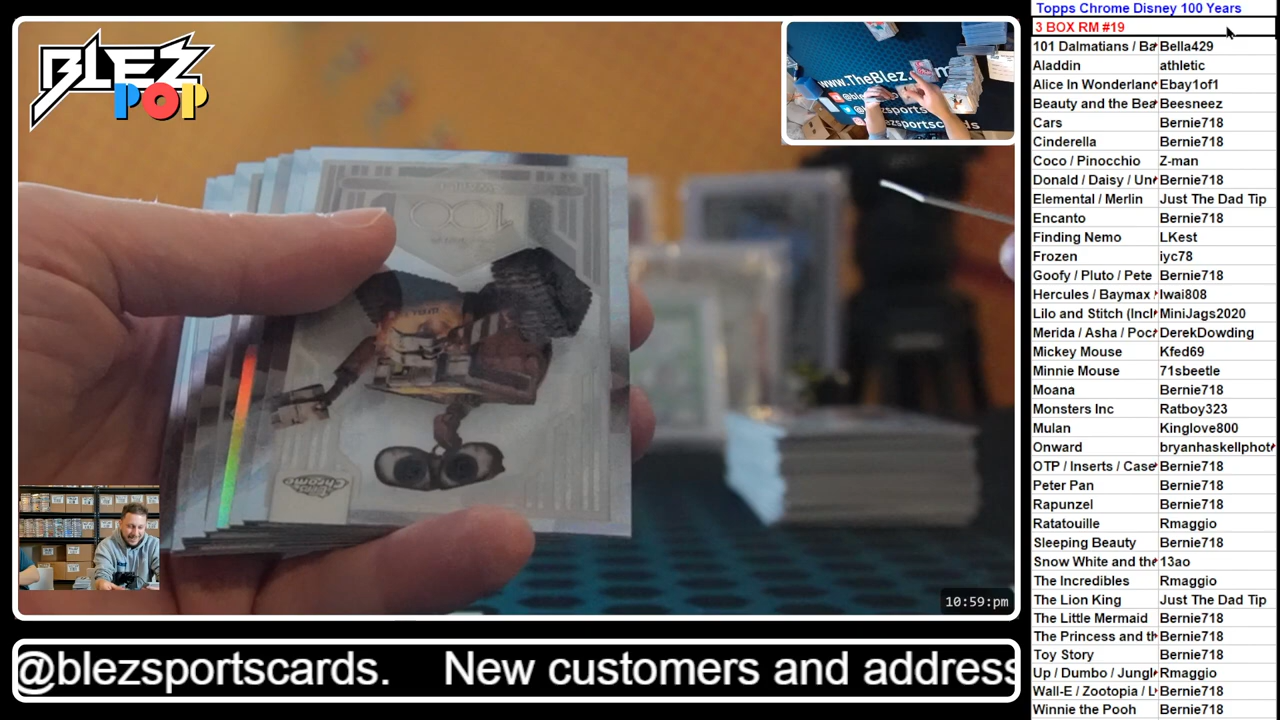 BLEZ
POP
www.TheBlez.
blezsportscards
100
Chrome
10:59:pm
@blezsportscards. New customers and address
Topps Chrome Disney 100 Years
3 BOX RM #19
101 Dalmatians / Ba Bella429
Aladdin athletic
Alice In Wonderlan Ebay1of1
Beauty and the Bea Beesneez
Cars Bernie718
Cinderella Bernie718
Coco / Pinocchio Z-man
Donald / Daisy / Un Bernie718
Elemental / Merlin Just The Dad Tip
Encanto Bernie718
Finding Nemo LKest
Frozen iyc78
Goofy / Pluto / Pete Bernie718
Hercules / Baymax Iwai808
Lilo and Stitch (Incl MiniJags2020
Merida / Asha / Poc DerekDowding
Mickey Mouse Kfed69
Minnie Mouse 71sbeetle
Moana Bernie718
Monsters Inc Ratboy323
Mulan Kinglove800
Onward bryanhaskellphot
OTP / Inserts / Case Bernie718
Peter Pan Bernie718
Rapunzel Bernie718
Ratatouille Rmaggio
Sleeping Beauty Bernie718
Snow White and th 13ao
The Incredibles Rmaggio
The Lion King Just The Dad Tip
The Little Mermaid Bernie718
The Princess and th Bernie718
Toy Story Bernie718
Up / Dumbo / Jungl Rmaggio
Wall-E / Zootopia / L Bernie718
Winnie the Pooh Bernie718